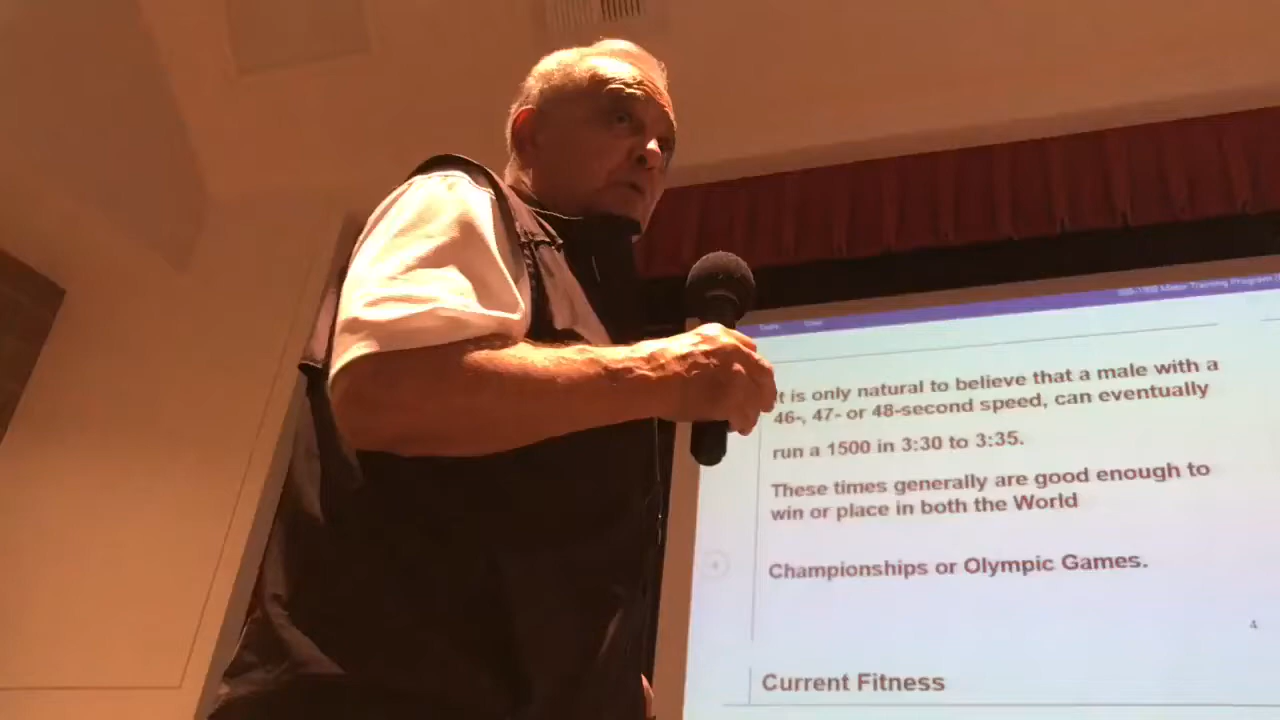 Training Program
It is only natural to believe that a male with a
46-, 47- or 48-second speed, can eventually
run a 1500 in 3:30 to 3:35.
These times generally are good enough to
win or place in both the World
Championships or Olympic Games.
4
Current Fitness